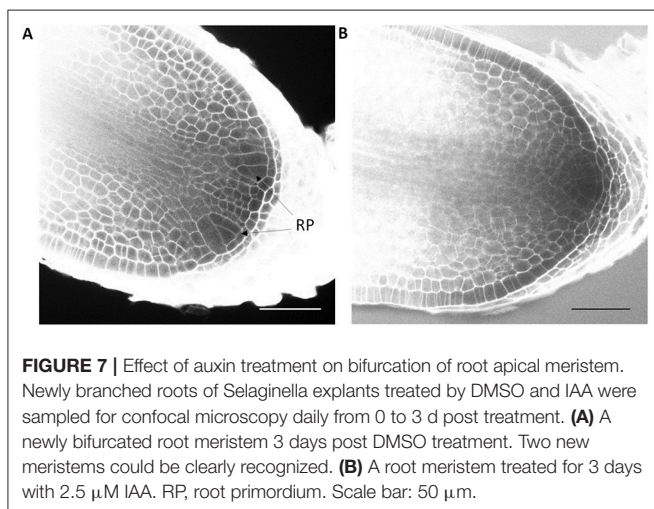 A
B
RP
FIGURE 7 | Effect of auxin treatment on bifurcation of root apical meristem.
Newly branched roots of Selaginella explants treated by DMSO and IAA were
sampled for confocal microscopy daily from 0 to 3 d post treatment. (A) A
newly bifurcated root meristem 3 days post DMSO treatment. Two new
meristems could be clearly recognized. (B) A root meristem treated for 3 days
with 2.5 μM IAA. RP, root primordium. Scale bar: 50 μm.